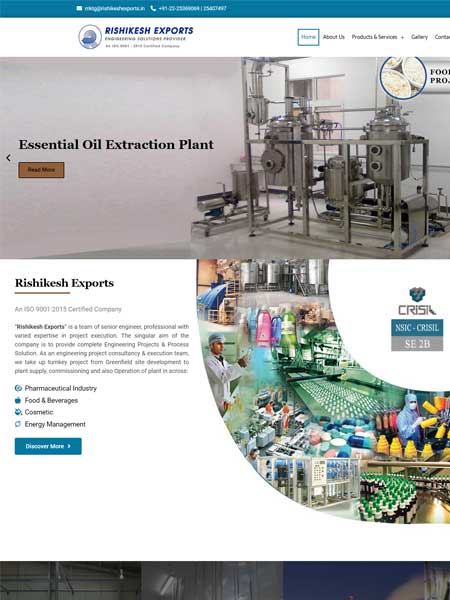 mktg@rishikeshexports.in +91-22-25369069 | 25407497
RISHIKESH EXPORTS
ENGINEERING SOLUTIONS PROVIDER
An ISO 9001 : 2015 Certified Company
Home About Us Products & Services Gallery Contac
FOO
PROJ
Essential Oil Extraction Plant
Read More
Rishikesh Exports
An ISO 9001:2015 Certified Company
"Rishikesh Exports" is a team of senior engineer, professional with
varied expertise in project execution. The singular aim of the
company is to provide complete Engineering Projects & Process
Solution. As an engineering project consultancy & execution team,
we take up turnkey project from Greenfield site development to
plant supply, commissioning and also Operation of plant in across:
Pharmaceutical Industry
Food & Beverages
Cosmetic
Energy Management
Discover More
CRISIL
NSIC - CRISIL
SE 2B